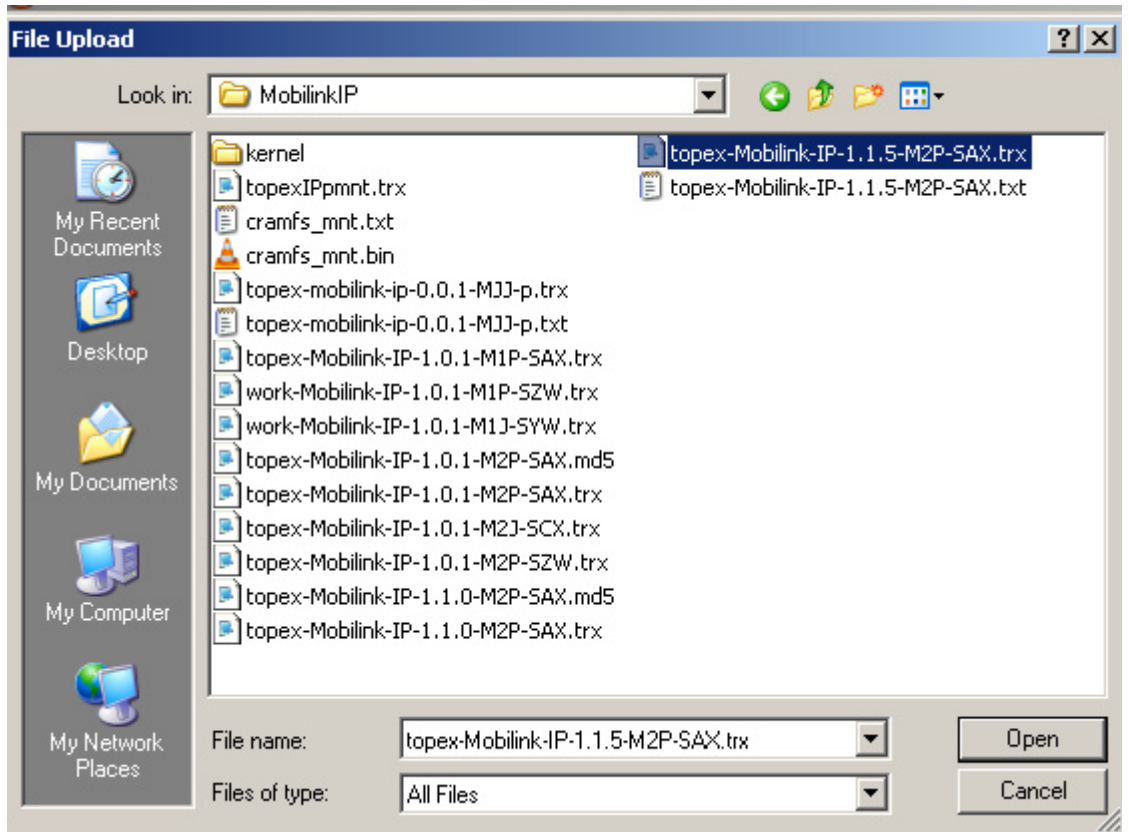 File Upload
Look in:
MobilinkIP
My Recent
Documents
Desktop
My Documents
My Computer
My Network
Places
kernel
topexIPpmnt.trx
cramfs_mnt.txt
cramfs_mnt.bin
topex-mobilink-ip-0.0.1-MJJ-p.trx
topex-mobilink-ip-0.0.1-MJJ-p.txt
topex-Mobilink-IP-1.0.1-M1P-SAX.trx
work-Mobilink-IP-1.0.1-M1P-SZW.trx
work-Mobilink-IP-1.0.1-M1J-SYW.trx
topex-Mobilink-IP-1.0.1-M2P-SAX.md5
topex-Mobilink-IP-1.0.1-M2P-SAX.trx
topex-Mobilink-IP-1.0.1-M2J-SCX.trx
topex-Mobilink-IP-1.0.1-M2P-SZW.trx
topex-Mobilink-IP-1.1.0-M2P-SAX.md5
topex-Mobilink-IP-1.1.0-M2P-SAX.trx
topex-Mobilink-IP-1.1.5-M2P-SAX.trx
topex-Mobilink-IP-1.1.5-M2P-SAX.txt
File name:
topex-Mobilink-IP-1.1.5-M2P-SAX.trx
Open
Files of type:
All Files
Cancel